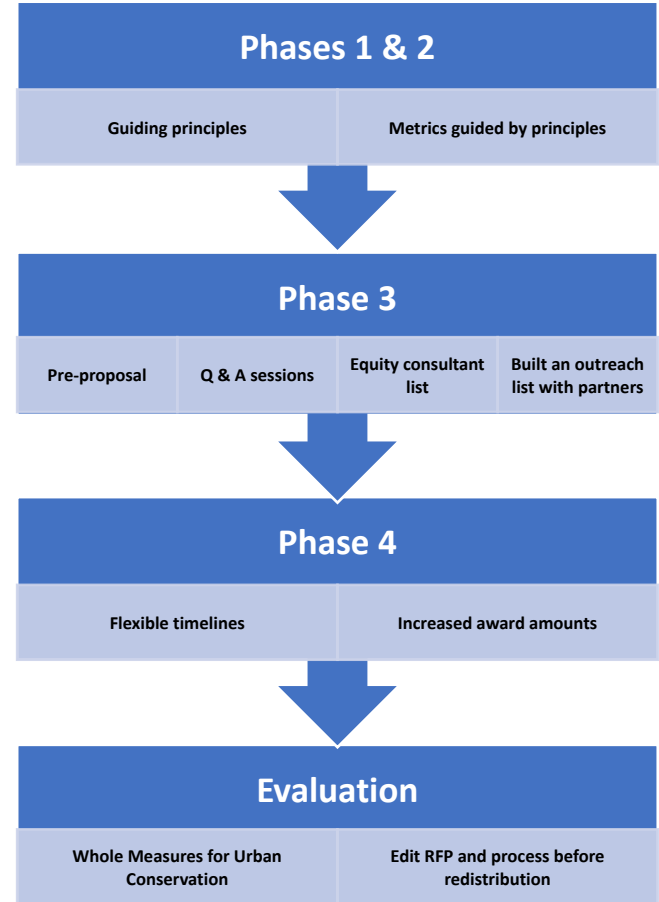 Phases 1 & 2
Guiding principles
Metrics guided by principles
Phase 3
Pre-proposal
Q & A sessions
Equity consultant
list
Built an outreach
list with partners
Phase 4
Flexible timelines
Increased award amounts
Evaluation
Whole Measures for Urban
Conservation
Edit RFP and process before
redistribution